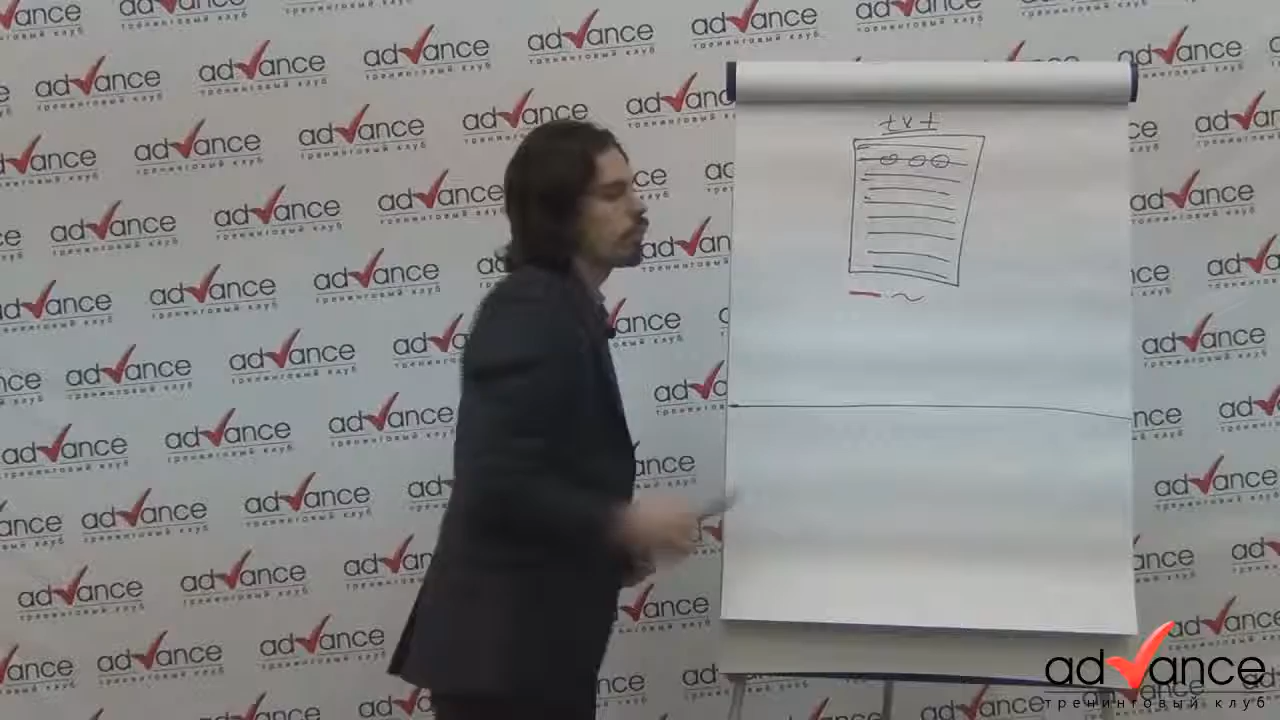 txt
advance
тренинговый клуб